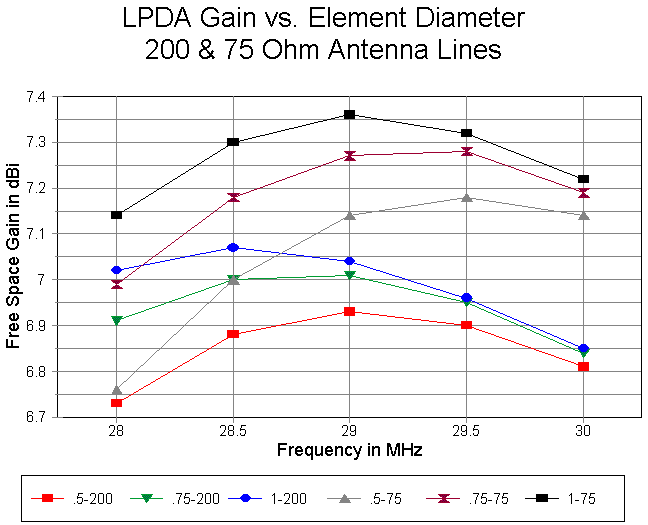 LPDA Gain vs. Element Diameter
200 & 75 Ohm Antenna Lines
Free Space Gain in dBi
7.4
7.3
7.2
7.1
7
6.9
6.8
6.7
28 28.5 29 29.5 30
Frequency in MHz
.5-200 .75-200 1-200 .5-75 .75-75 1-75